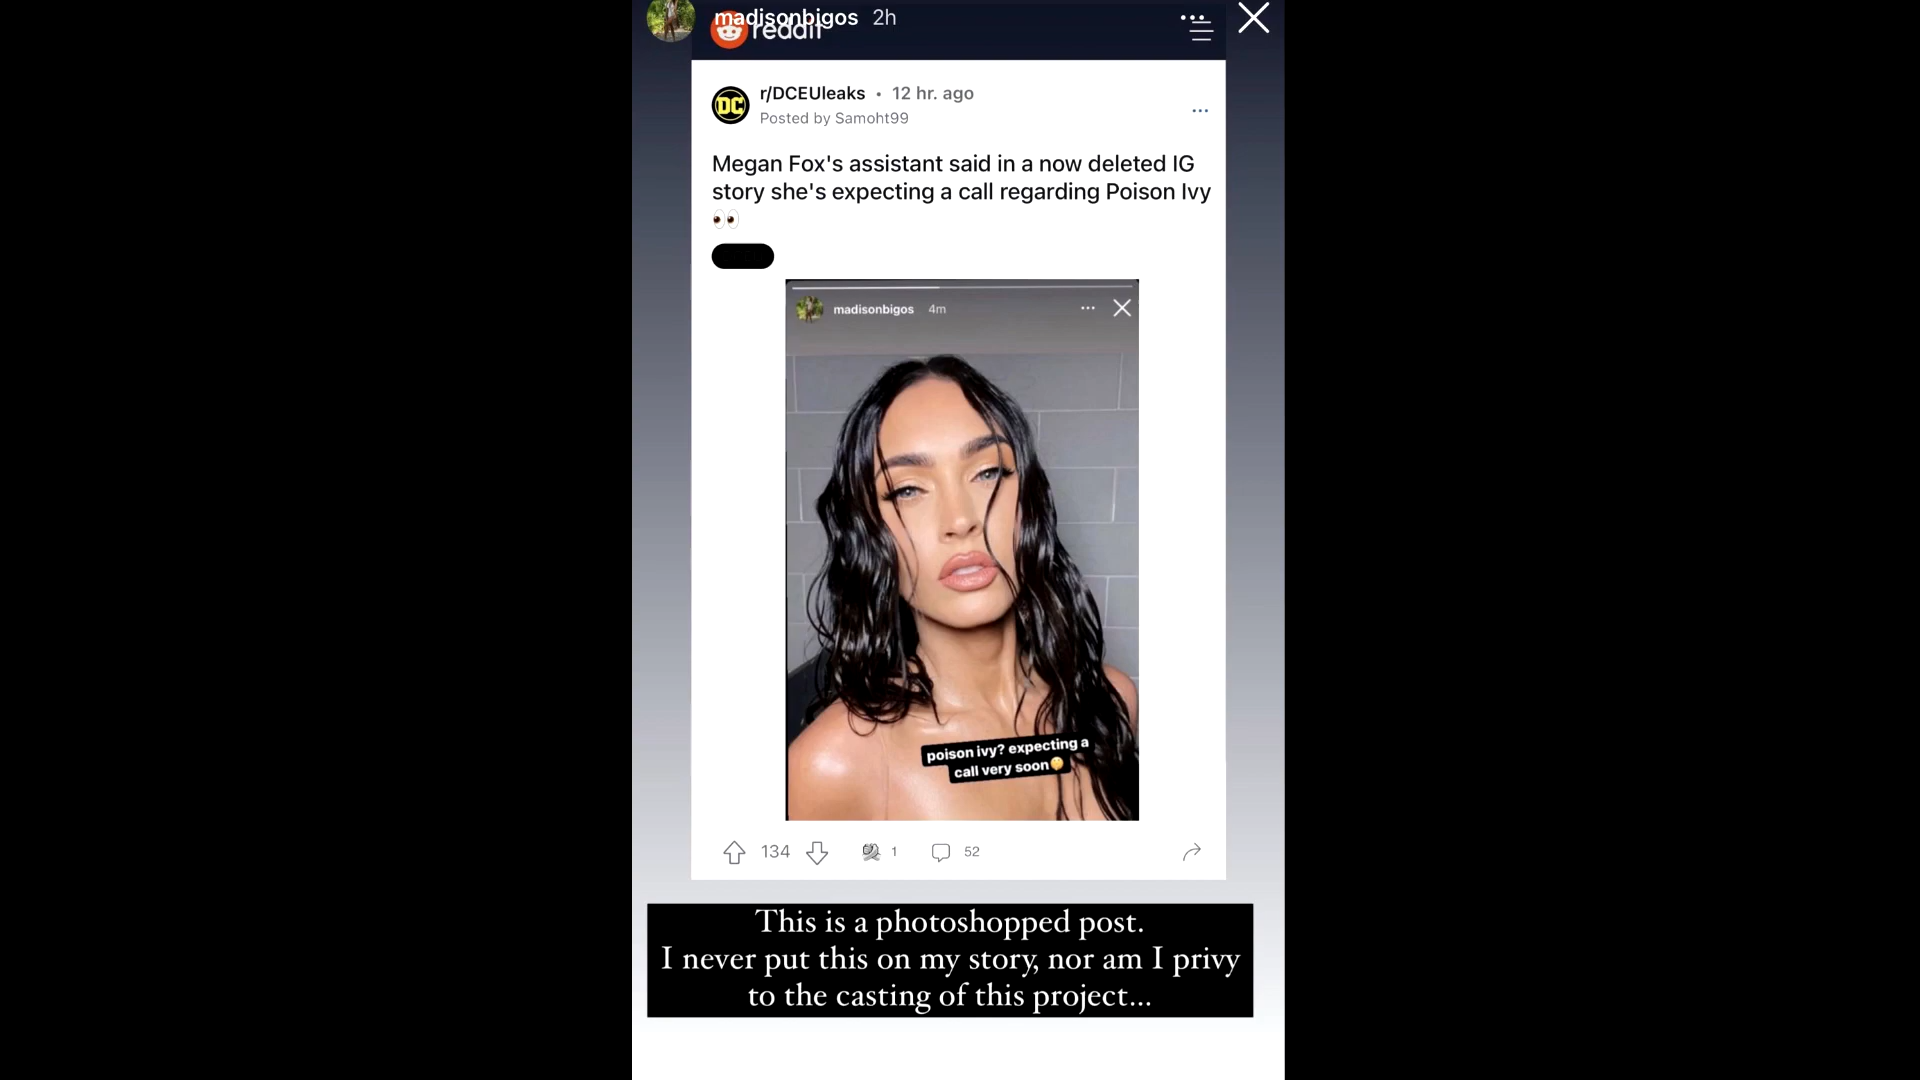 madisonbigos 2h
reddit
r/DCEUleaks • 12 hr. ago
Posted by Samoht99
Megan Fox's assistant said in a now deleted IG
story she's expecting a call regarding Poison Ivy
👀
madisonbigos 4m
poison ivy? expecting a
call very soon🤫
134 1 52
This is a photoshopped post.
I never put this on my story, nor am I privy
to the casting of this project...